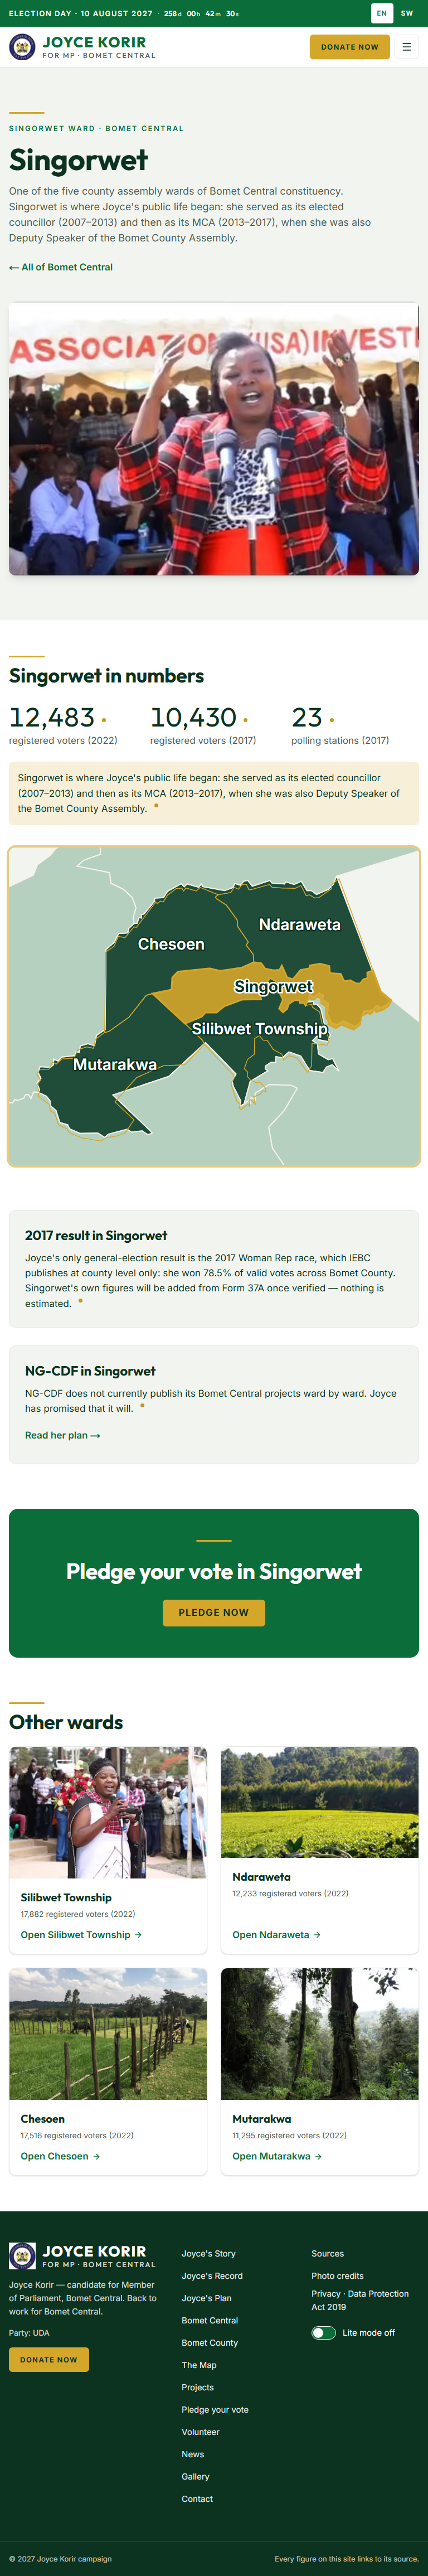 ELECTION DAY · 10 AUGUST 2027 · 258d 00h 42m 30s
EN SW
JOYCE KORIR
FOR MP · BOMET CENTRAL
DONATE NOW
SINGORWET WARD · BOMET CENTRAL
Singorwet
One of the five county assembly wards of Bomet Central constituency.
Singorwet is where Joyce's public life began: she served as its elected
councillor (2007–2013) and then as its MCA (2013–2017), when she was also
Deputy Speaker of the Bomet County Assembly.
← All of Bomet Central
ASSOCIATION (USA) INVEST
Singorwet in numbers
12,483
registered voters (2022)
10,430
registered voters (2017)
23
polling stations (2017)
Singorwet is where Joyce's public life began: she served as its elected councillor
(2007–2013) and then as its MCA (2013–2017), when she was also Deputy Speaker of
the Bomet County Assembly.
Chesoen
Ndaraweta
Singorwet
Silibwet Township
Mutarakwa
2017 result in Singorwet
Joyce's only general-election result is the 2017 Woman Rep race, which IEBC
publishes at county level only: she won 78.5% of valid votes across Bomet County.
Singorwet's own figures will be added from Form 37A once verified — nothing is
estimated.
NG-CDF in Singorwet
NG-CDF does not currently publish its Bomet Central projects ward by ward. Joyce
has promised that it will.
Read her plan →
Pledge your vote in Singorwet
PLEDGE NOW
Other wards
Silibwet Township
17,882 registered voters (2022)
Open Silibwet Township →
Ndaraweta
12,233 registered voters (2022)
Open Ndaraweta →
Chesoen
17,516 registered voters (2022)
Open Chesoen →
Mutarakwa
11,295 registered voters (2022)
Open Mutarakwa →
JOYCE KORIR
FOR MP · BOMET CENTRAL
Joyce Korir — candidate for Member
of Parliament, Bomet Central. Back to
work for Bomet Central.
Party: UDA
DONATE NOW
Joyce's Story
Joyce's Record
Joyce's Plan
Bomet Central
Bomet County
The Map
Projects
Pledge your vote
Volunteer
News
Gallery
Contact
Sources
Photo credits
Privacy · Data Protection
Act 2019
Lite mode off
© 2027 Joyce Korir campaign
Every figure on this site links to its source.